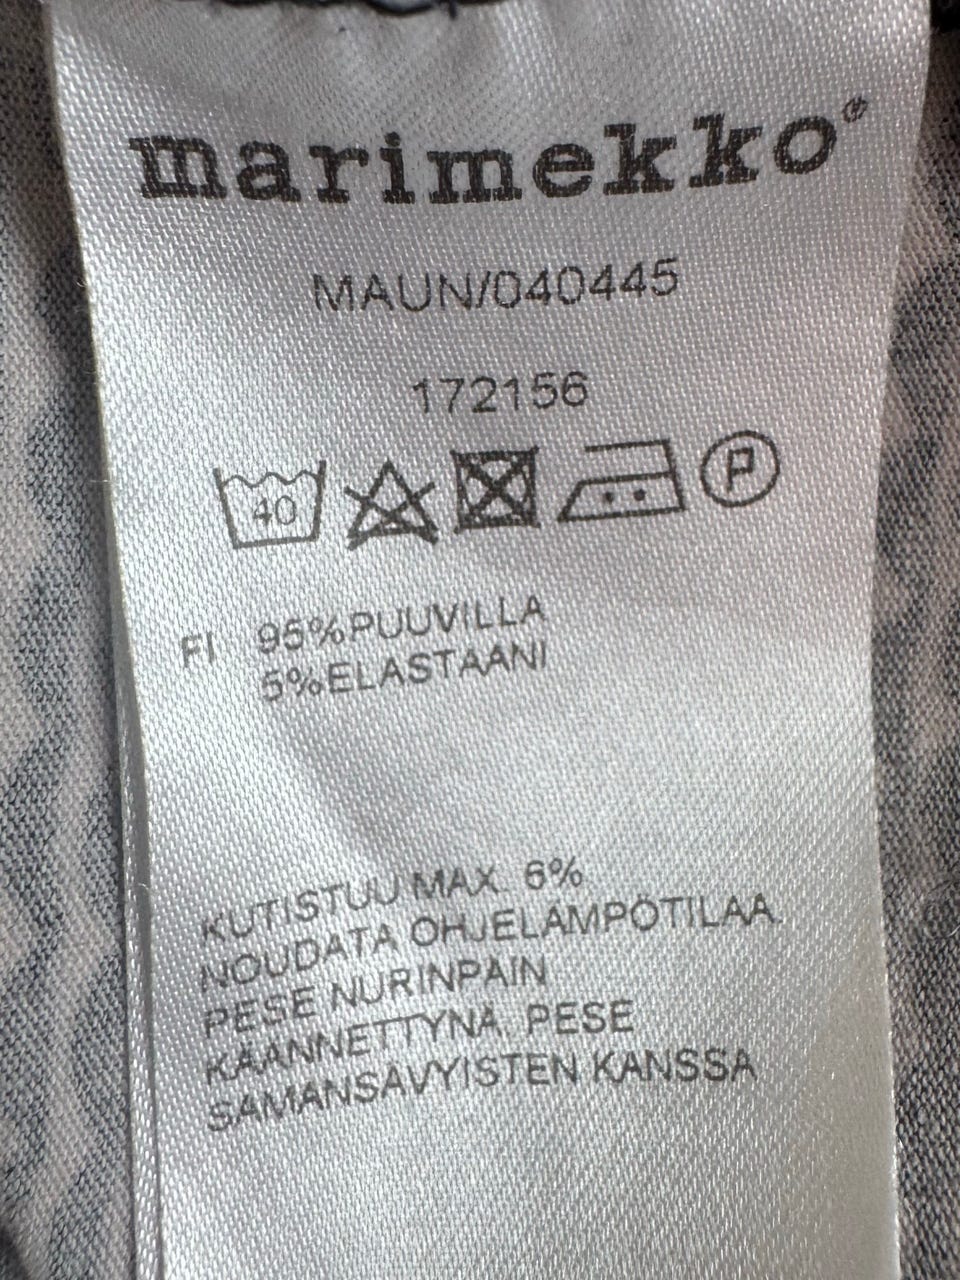 marimekko®
MAUN/040445
172156
40 P
FI 95%PUUVILLA
5%ELASTAANI
KUTISTUU MAX. 6%
NOUDATA OHJELÄMPÖTILAA.
PESE NURINPÄIN
KÄÄNNETTYNÄ, PESE
SAMANSÄVYISTEN KANSSA